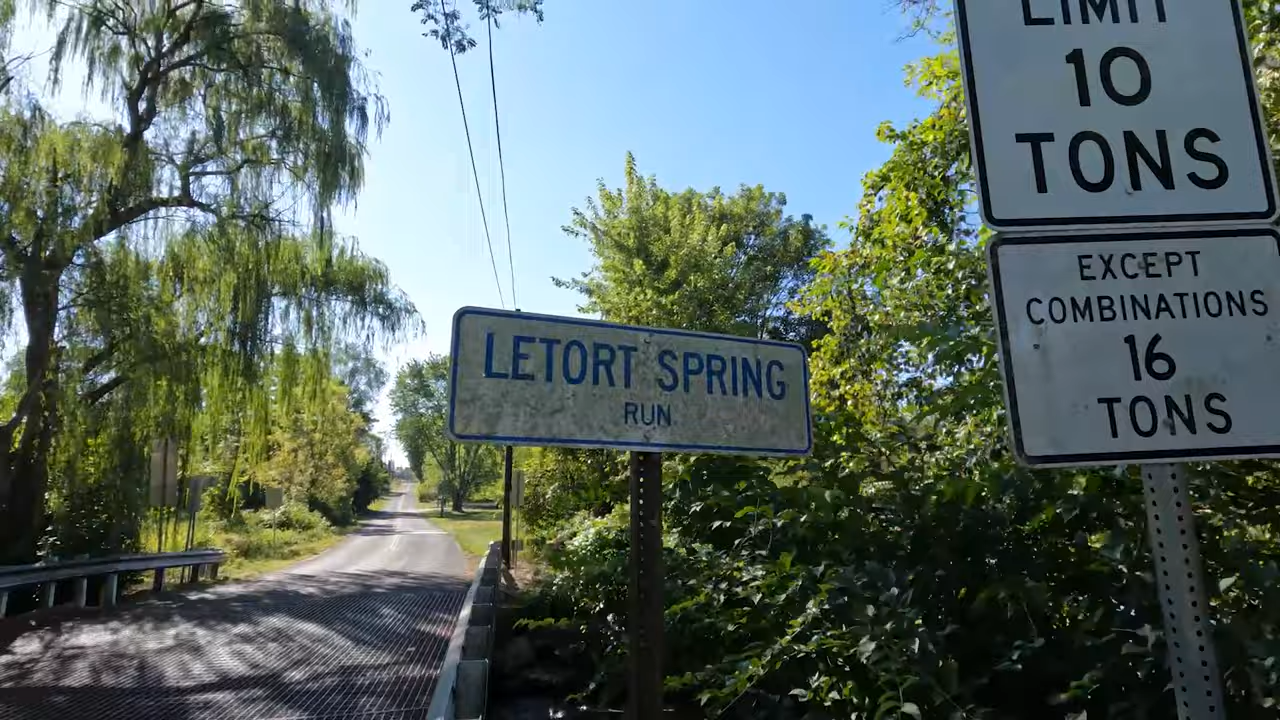 LETORT SPRING
RUN
LIMIT
10
TONS
EXCEPT
COMBINATIONS
16
TONS